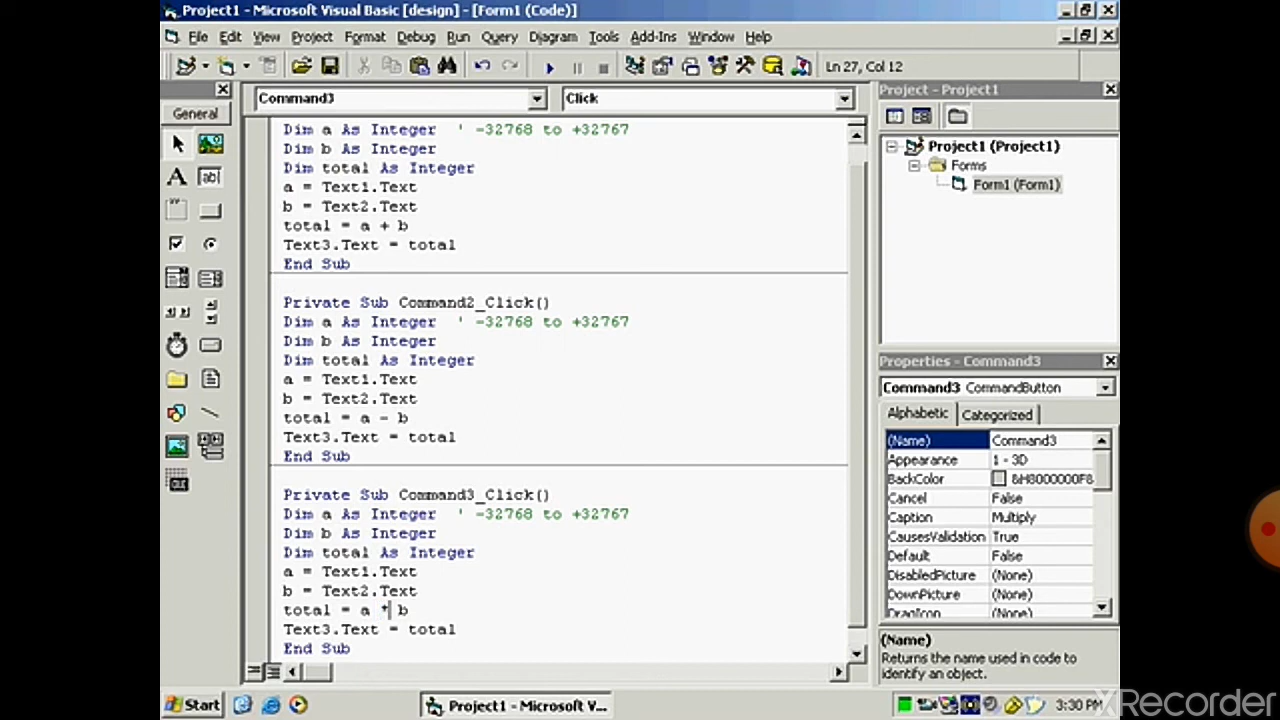 Project1 - Microsoft Visual Basic [design] - [Form1 (Code)]
File Edit View Project Format Debug Run Query Diagram Tools Add-Ins Window Help
Ln 27, Col 12
General
Command3
Click
Dim a As Integer ' -32768 to +32767
Dim b As Integer
Dim total As Integer
a = Text1.Text
b = Text2.Text
total = a + b
Text3.Text = total
End Sub
Private Sub Command2_Click()
Dim a As Integer ' -32768 to +32767
Dim b As Integer
Dim total As Integer
a = Text1.Text
b = Text2.Text
total = a - b
Text3.Text = total
End Sub
Private Sub Command3_Click()
Dim a As Integer ' -32768 to +32767
Dim b As Integer
Dim total As Integer
a = Text1.Text
b = Text2.Text
total = a * b
Text3.Text = total
End Sub
Project - Project1
Project1 (Project1)
Forms
Form1 (Form1)
Properties - Command3
Command3 CommandButton
Alphabetic Categorized
(Name) Command3
Appearance 1 - 3D
BackColor &H8000000F&
Cancel False
Caption Multiply
CausesValidation True
Default False
DisabledPicture (None)
DownPicture (None)
DragIcon (None)
(Name)
Returns the name used in code to
identify an object.
Start
Project1 - Microsoft V...
3:30 PM
XRecorder